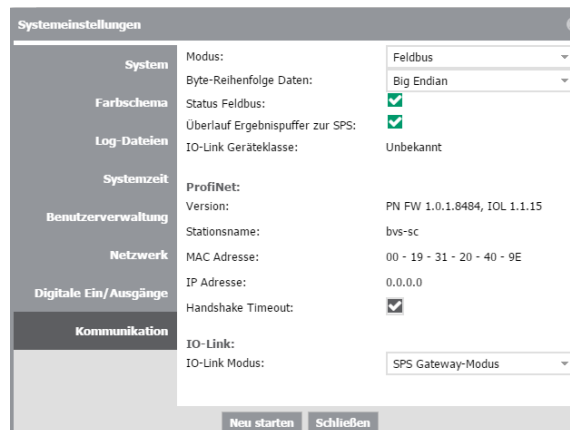 Systemeinstellungen
System
Farbschema
Log-Dateien
Systemzeit
Benutzerverwaltung
Netzwerk
Digitale Ein/Ausgänge
Kommunikation
Modus: Feldbus
Byte-Reihenfolge Daten: Big Endian
Status Feldbus:
Überlauf Ergebnispuffer zur SPS:
IO-Link Geräteklasse: Unbekannt
ProfiNet:
Version: PN FW 1.0.1.8484, IOL 1.1.15
Stationsname: bvs-sc
MAC Adresse: 00 - 19 - 31 - 20 - 40 - 9E
IP Adresse: 0.0.0.0
Handshake Timeout:
IO-Link:
IO-Link Modus: SPS Gateway-Modus
Neu starten Schließen